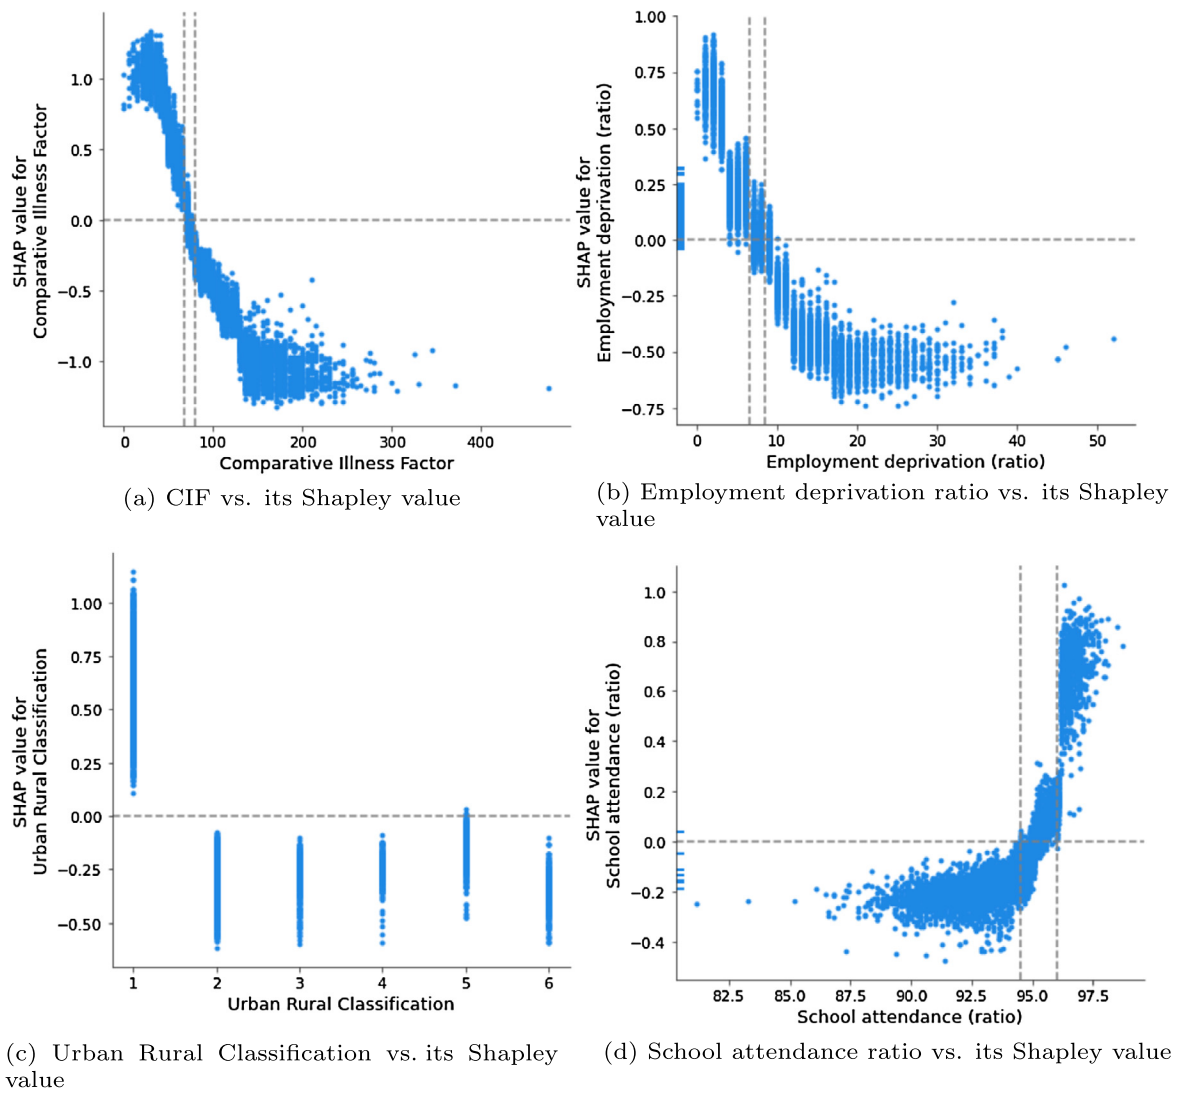 SHAP value for
Comparative Illness Factor
1.0
0.5
0.0
−0.5
−1.0
0
100
200
300
400
Comparative Illness Factor
(a) CIF vs. its Shapley value
SHAP value for
Employment deprivation (ratio)
1.00
0.75
0.50
0.25
0.00
−0.25
−0.50
−0.75
0
10
20
30
40
50
Employment deprivation (ratio)
(b) Employment deprivation ratio vs. its Shapley
value
SHAP value for
Urban Rural Classification
1.00
0.75
0.50
0.25
0.00
−0.25
−0.50
1
2
3
4
5
6
Urban Rural Classification
(c) Urban Rural Classification vs. its Shapley
value
SHAP value for
School attendance (ratio)
1.0
0.8
0.6
0.4
0.2
0.0
−0.2
−0.4
82.5
85.0
87.5
90.0
92.5
95.0
97.5
School attendance (ratio)
(d) School attendance ratio vs. its Shapley value